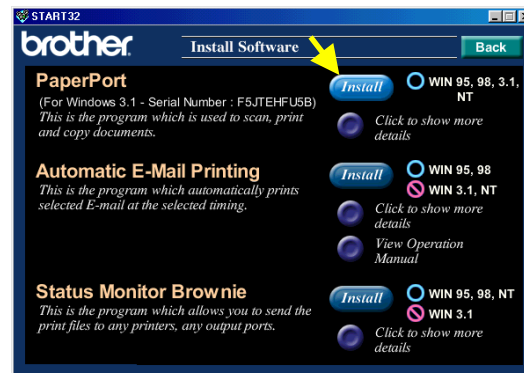 START32
brother
Install Software
Back
PaperPort
(For Windows 3.1 - Serial Number : F5JTEHFU5B)
This is the program which is used to scan, print
and copy documents.
Install
WIN 95, 98, 3.1,
NT
Click to show more
details
Automatic E-Mail Printing
This is the program which automatically prints
selected E-mail at the selected timing.
Install
WIN 95, 98
WIN 3.1, NT
Click to show more
details
View Operation
Manual
Status Monitor Brownie
This is the program which allows you to send the
print files to any printers, any output ports.
Install
WIN 95, 98, NT
WIN 3.1
Click to show more
details